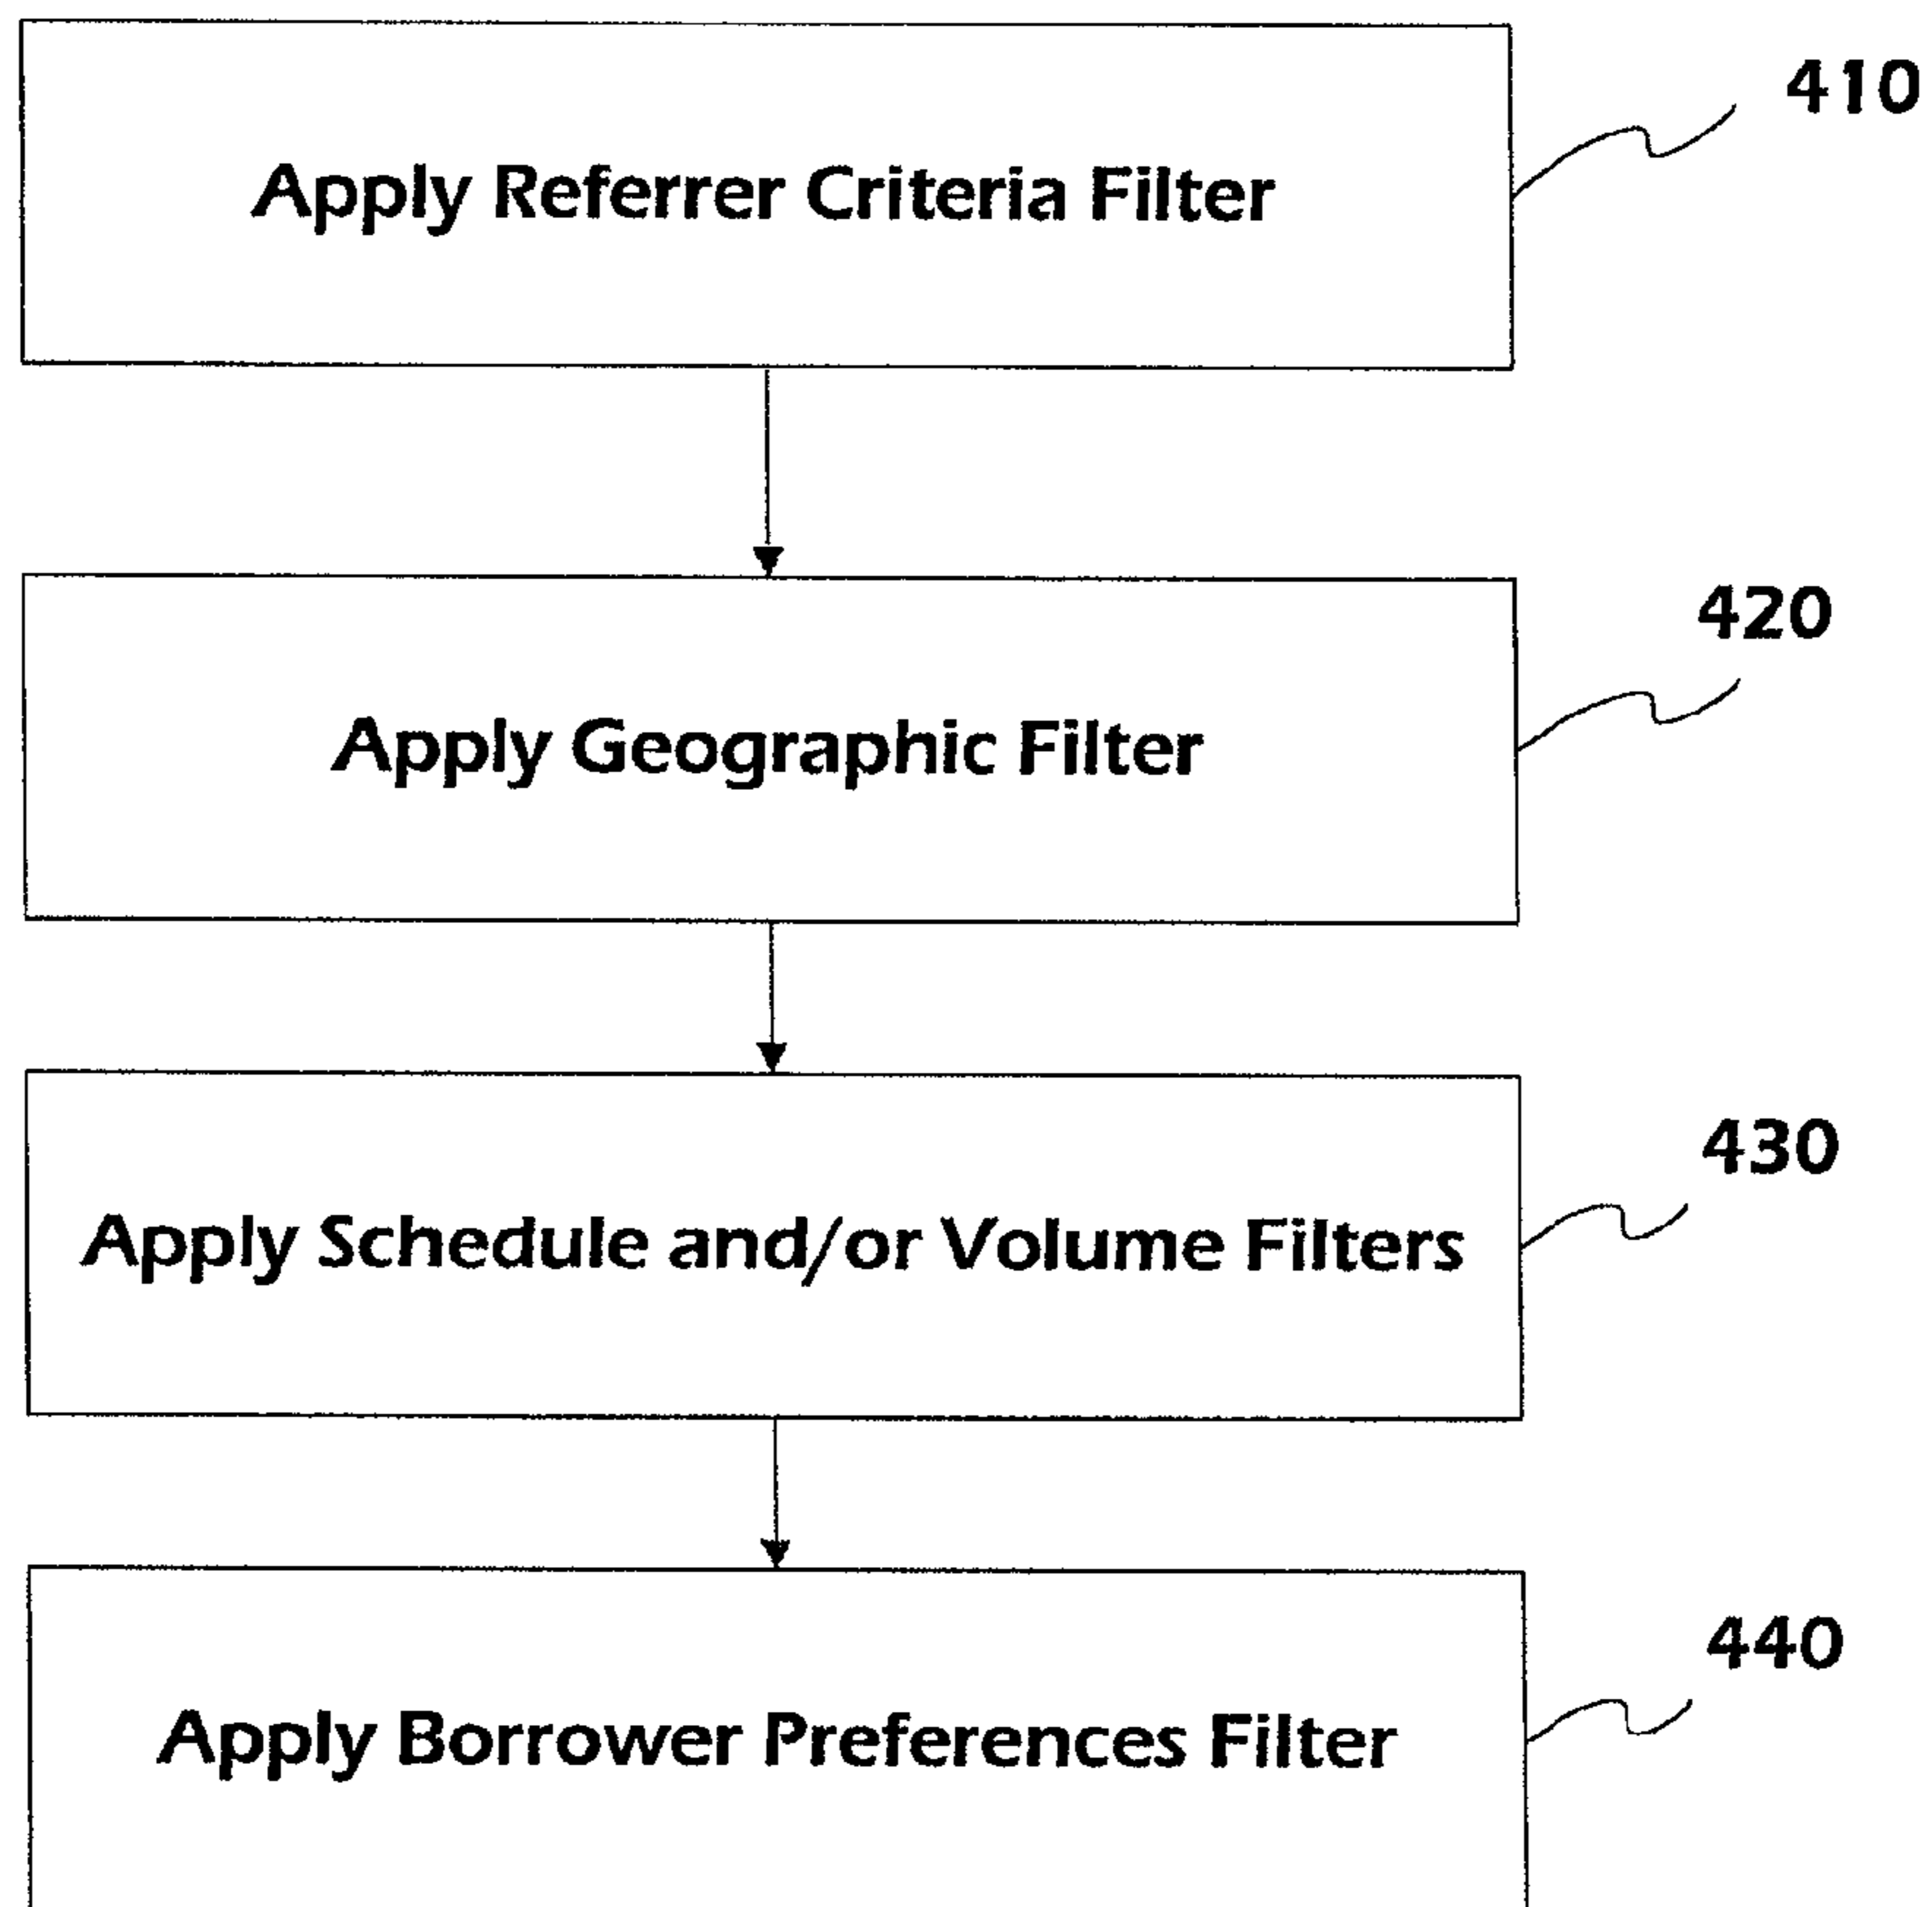 410
Apply Referrer Criteria Filter
420
Apply Geographic Filter
430
Apply Schedule and/or Volume Filters
440
Apply Borrower Preferences Filter